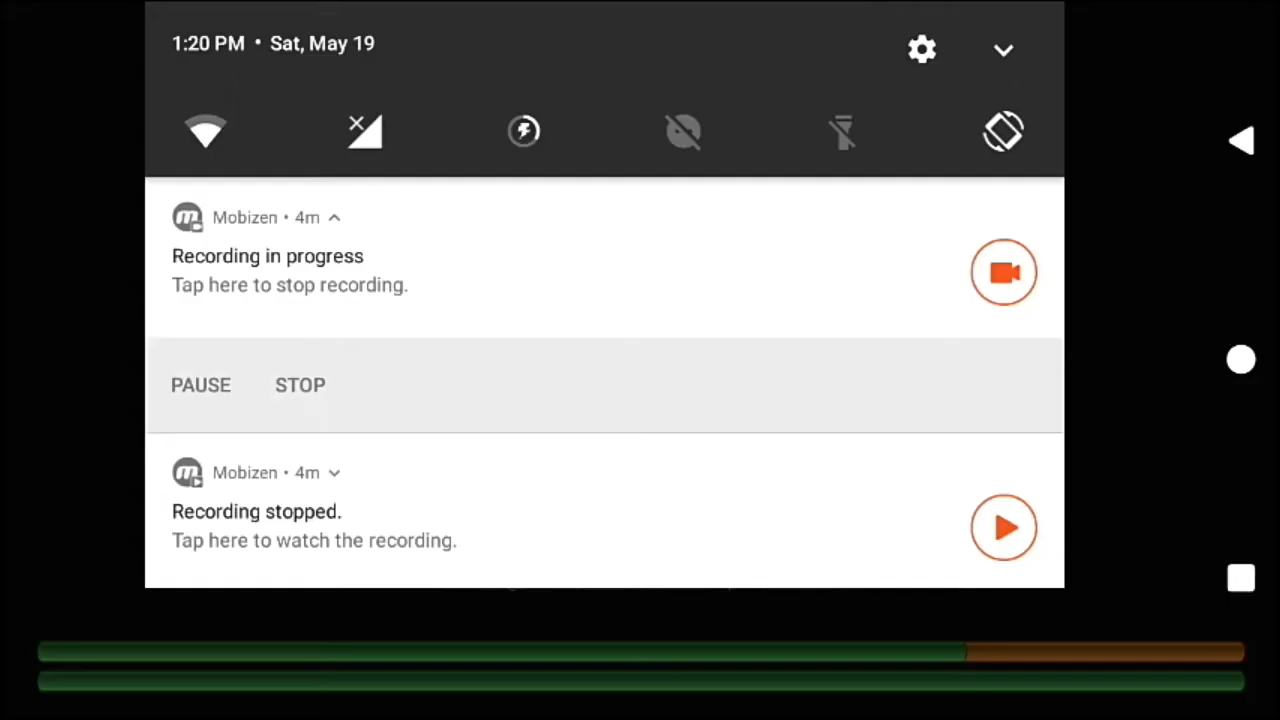 1:20 PM • Sat, May 19
Mobizen • 4m
Recording in progress
Tap here to stop recording.
PAUSE STOP
Mobizen • 4m
Recording stopped.
Tap here to watch the recording.